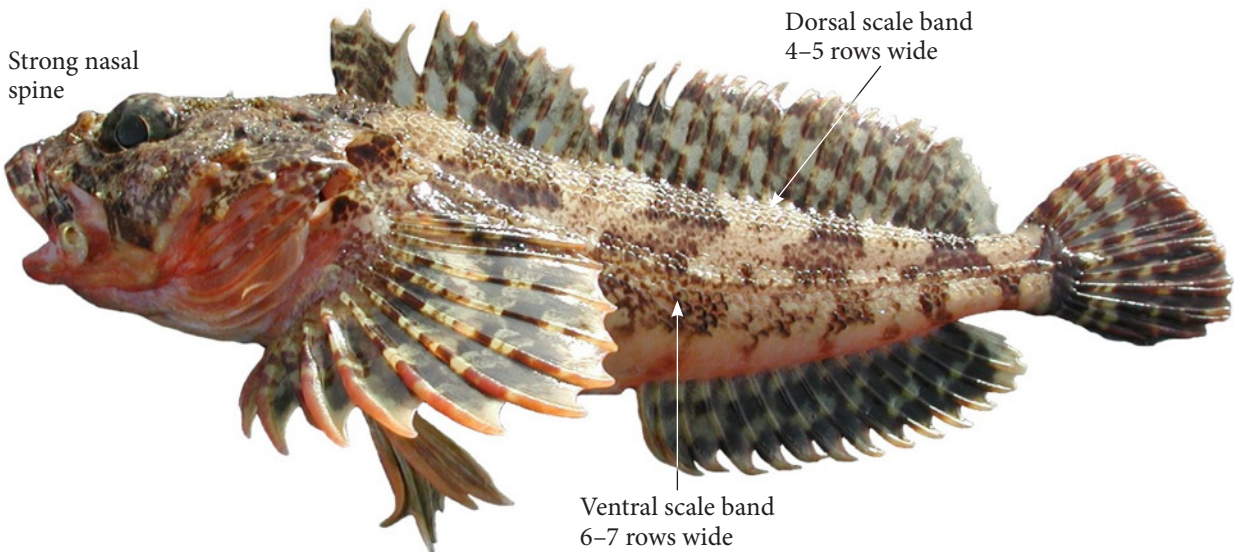 Strong nasal
spine
Dorsal scale band
4–5 rows wide
Ventral scale band
6–7 rows wide